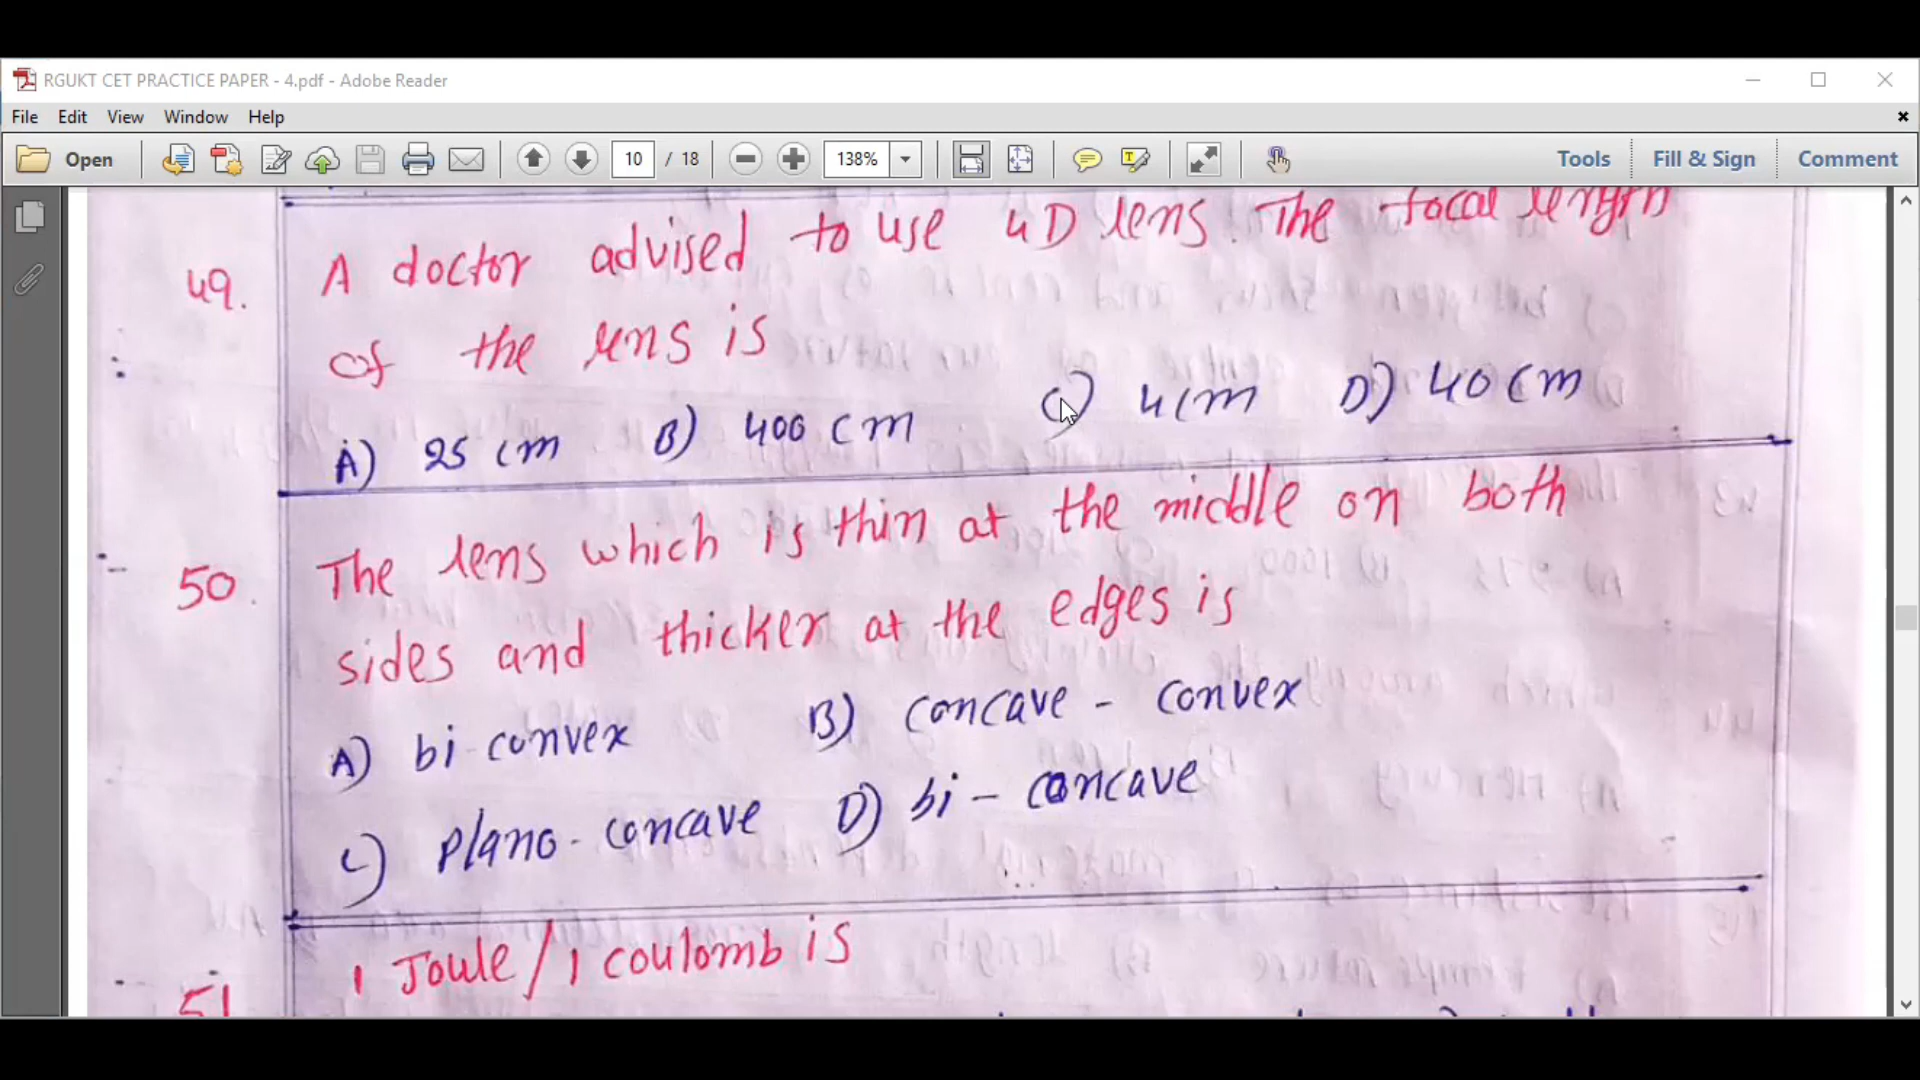 RGUKT CET PRACTICE PAPER - 4.pdf - Adobe Reader
File Edit View Window Help
Open 10 / 18 138% Tools Fill & Sign Comment
49. A doctor advised to use 4D lens. The focal length
of the lens is
A) 25 cm B) 400 cm C) 4cm D) 40 cm
50. The lens which is thin at the middle on both
sides and thicker at the edges is
A) bi convex B) concave - convex
C) plano - concave D) bi - concave
51 1 Joule / 1 coulomb is